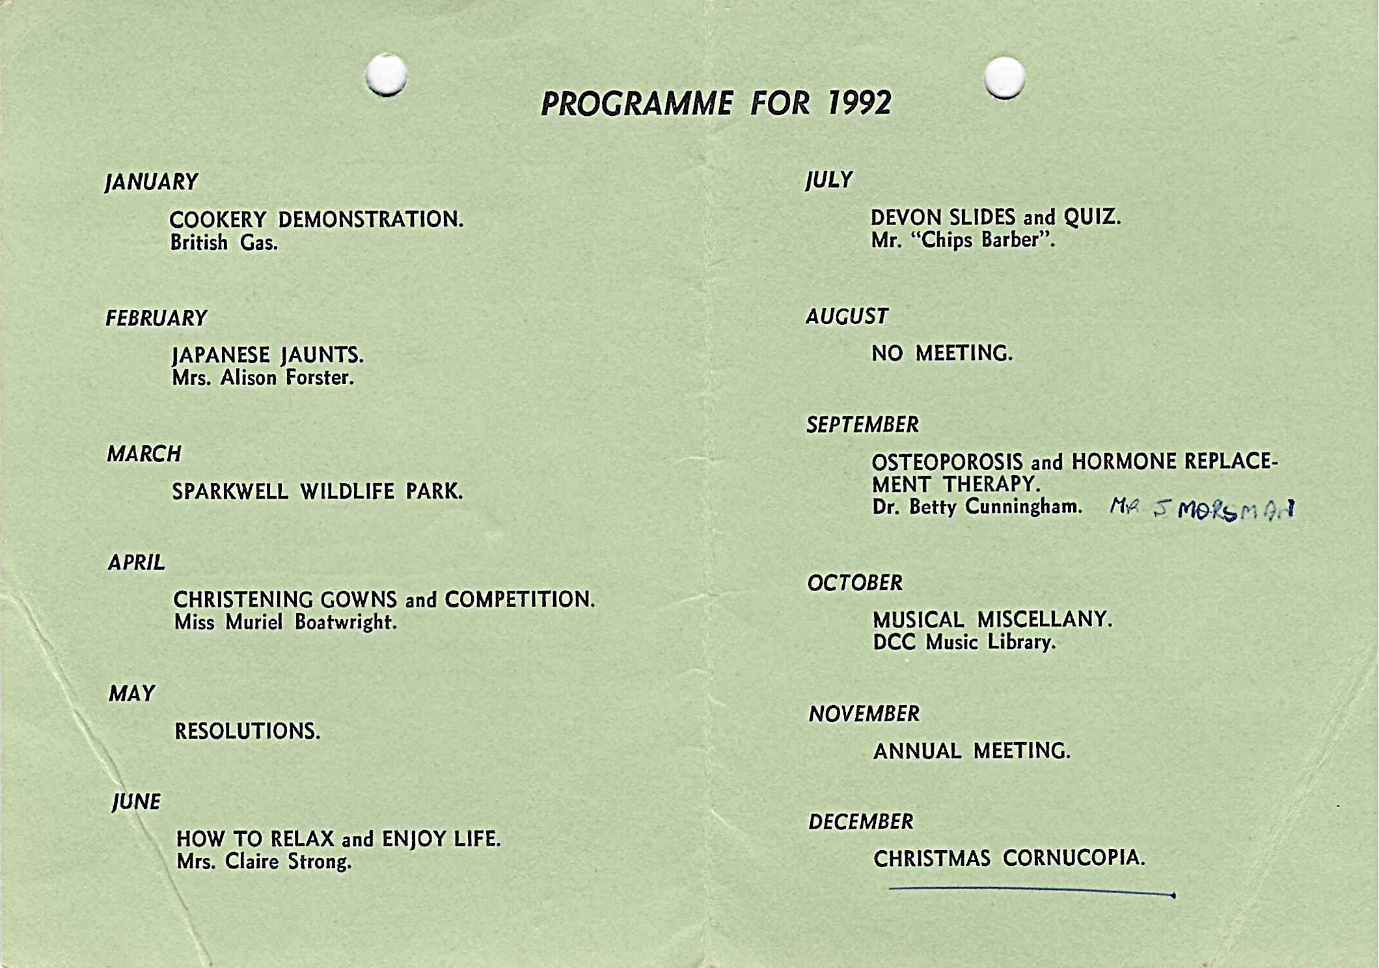 PROGRAMME FOR 1992
JANUARY
COOKERY DEMONSTRATION.
British Gas.
FEBRUARY
JAPANESE JAUNTS.
Mrs. Alison Forster.
MARCH
SPARKWELL WILDLIFE PARK.
APRIL
CHRISTENING GOWNS and COMPETITION.
Miss Muriel Boatwright.
MAY
RESOLUTIONS.
JUNE
HOW TO RELAX and ENJOY LIFE.
Mrs. Claire Strong.
JULY
DEVON SLIDES and QUIZ.
Mr. “Chips Barber”.
AUGUST
NO MEETING.
SEPTEMBER
OSTEOPOROSIS and HORMONE REPLACE-
MENT THERAPY.
Dr. Betty Cunningham. MR J MORSMAN
OCTOBER
MUSICAL MISCELLANY.
DCC Music Library.
NOVEMBER
ANNUAL MEETING.
DECEMBER
CHRISTMAS CORNUCOPIA.